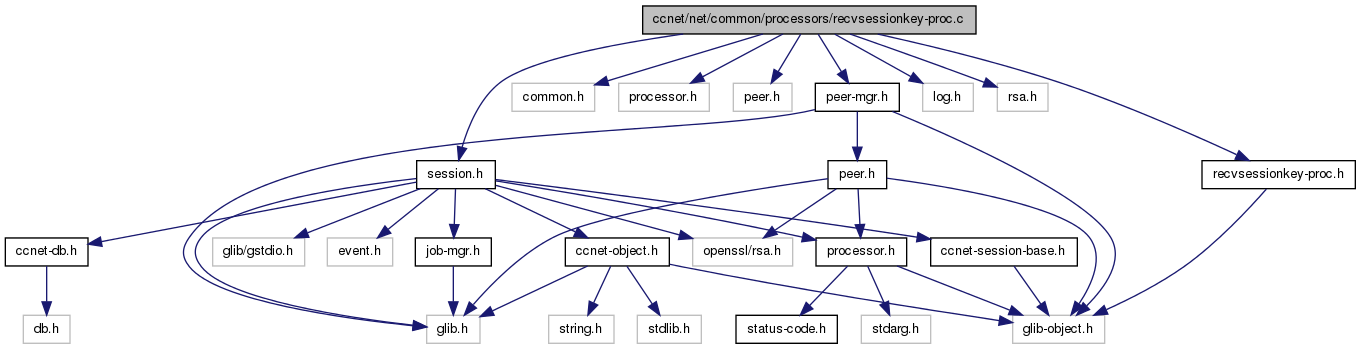 ccnet/net/common/processors/recvsessionkey-proc.c
common.h
processor.h
peer.h
peer-mgr.h
log.h
rsa.h
session.h
peer.h
recvsessionkey-proc.h
ccnet-db.h
glib/gstdio.h
event.h
job-mgr.h
ccnet-object.h
openssl/rsa.h
processor.h
ccnet-session-base.h
db.h
glib.h
string.h
stdlib.h
status-code.h
stdarg.h
glib-object.h